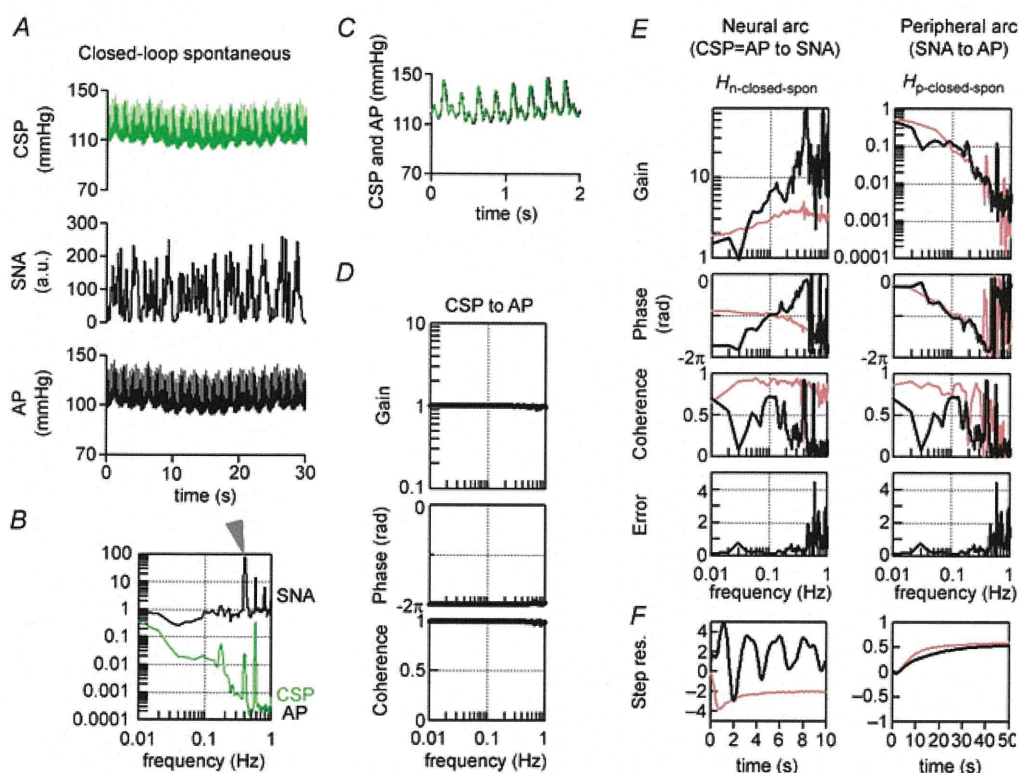 A
Closed-loop spontaneous
CSP
(mmHg)
150
110
70
SNA
(a.u.)
300
200
100
0
AP
(mmHg)
150
100
70
0 10 20 30
time (s)
B
100
10
1
0.1
0.01
0.001
0.0001
SNA
CSP
AP
0.01 0.1 1
frequency (Hz)
C
CSP and AP (mmHg)
150
110
70
0 1 2
time (s)
D
CSP to AP
Gain
10
1
0.1
Phase (rad)
0
-2π
Coherence
1
0.5
0
0.01 0.1 1
frequency (Hz)
E
Neural arc
(CSP=AP to SNA)
Hn-closed-spon
Gain
10
1
Phase
(rad)
0
-2π
Coherence
1
0.5
0
Error
4
2
0
0.01 0.1 1
frequency (Hz)
Peripheral arc
(SNA to AP)
Hp-closed-spon
1
0.1
0.01
0.001
0.0001
0
-2π
1
0.5
0
4
2
0
0.01 0.1 1
frequency (Hz)
F
Step res.
4
2
0
−2
−4
0 2 4 6 8 10
time (s)
1
0.5
0
−0.5
−1
0 10 20 30 40 50
time (s)